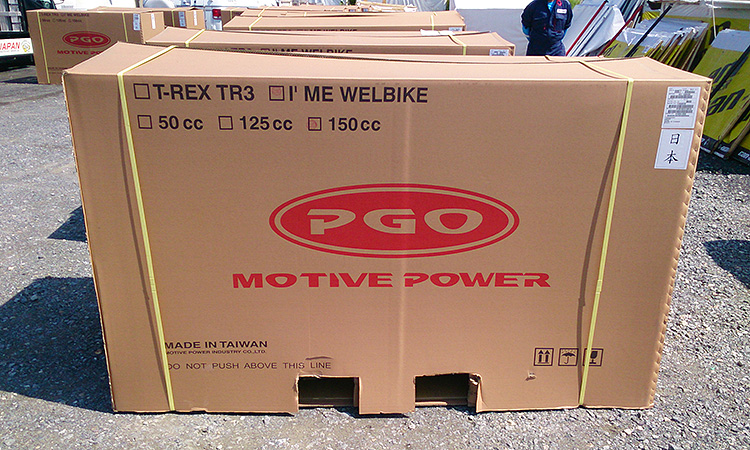 T-REX TR3 I' ME WELBIKE
50 cc 125 cc 150 cc
日本
PGO
MOTIVE POWER
MADE IN TAIWAN
MOTIVE POWER INDUSTRY CO.,LTD.
DO NOT PUSH ABOVE THIS LINE
PGO
MOTIVE POWER
JAPAN